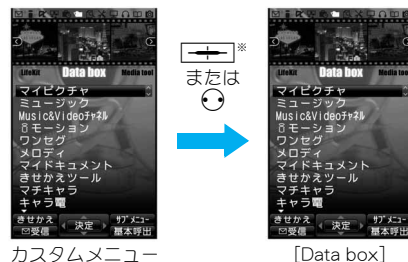 LifeKit Data box Media tool
マイピクチャ
ミュージック
Music&Videoチャネル
iモーション
ワンセグ
メロディ
マイドキュメント
きせかえツール
マチキャラ
キャラ電
きせかえ 決定 サブメニュー
受信 基本呼出
カスタムメニュー
※
または
LifeKit Data box Media tool
マイピクチャ
ミュージック
Music&Videoチャネル
iモーション
ワンセグ
メロディ
マイドキュメント
きせかえツール
マチキャラ
キャラ電
きせかえ 決定 サブメニュー
受信 基本呼出
[Data box]